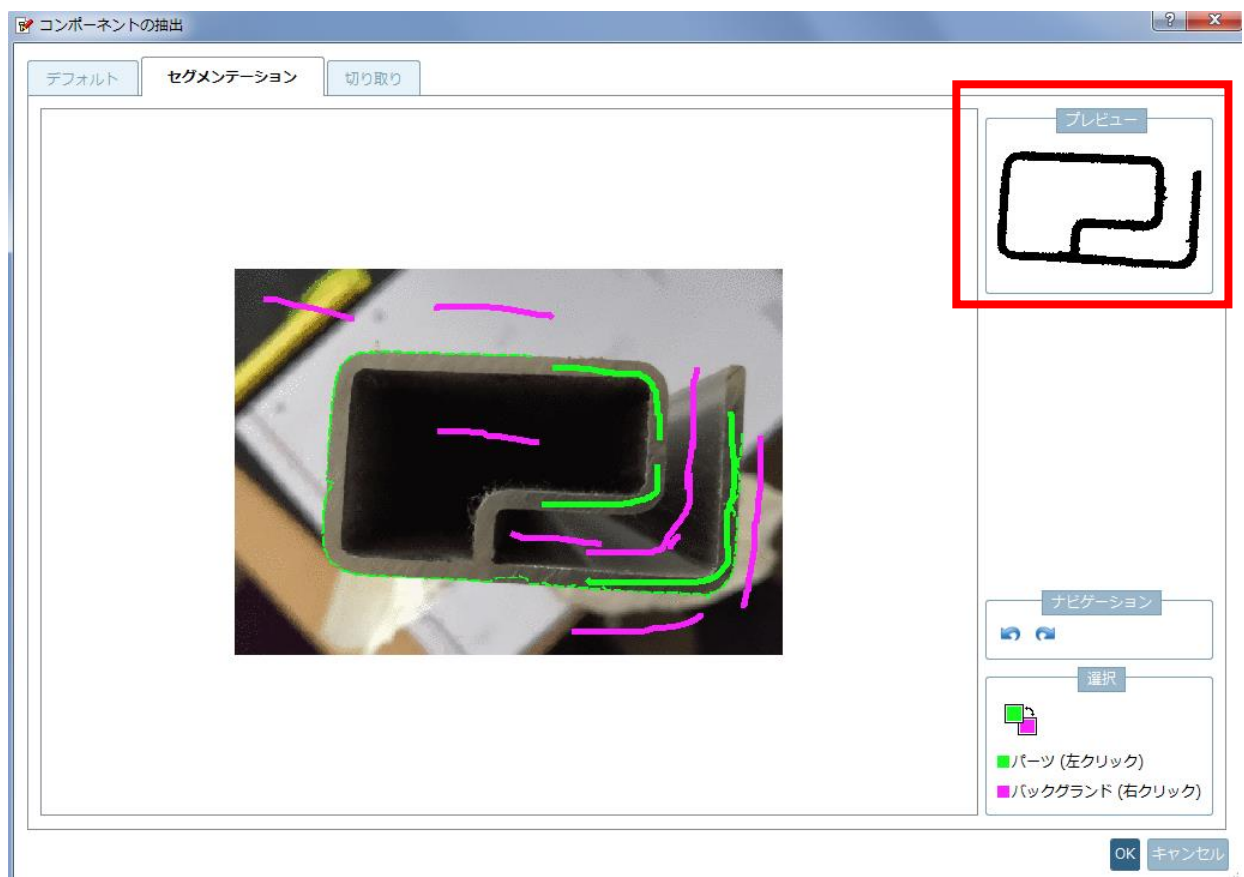 コンポーネントの抽出
デフォルト セグメンテーション 切り取り
プレビュー
ナビゲーション
選択
パーツ (左クリック)
バックグランド (右クリック)
OK キャンセル